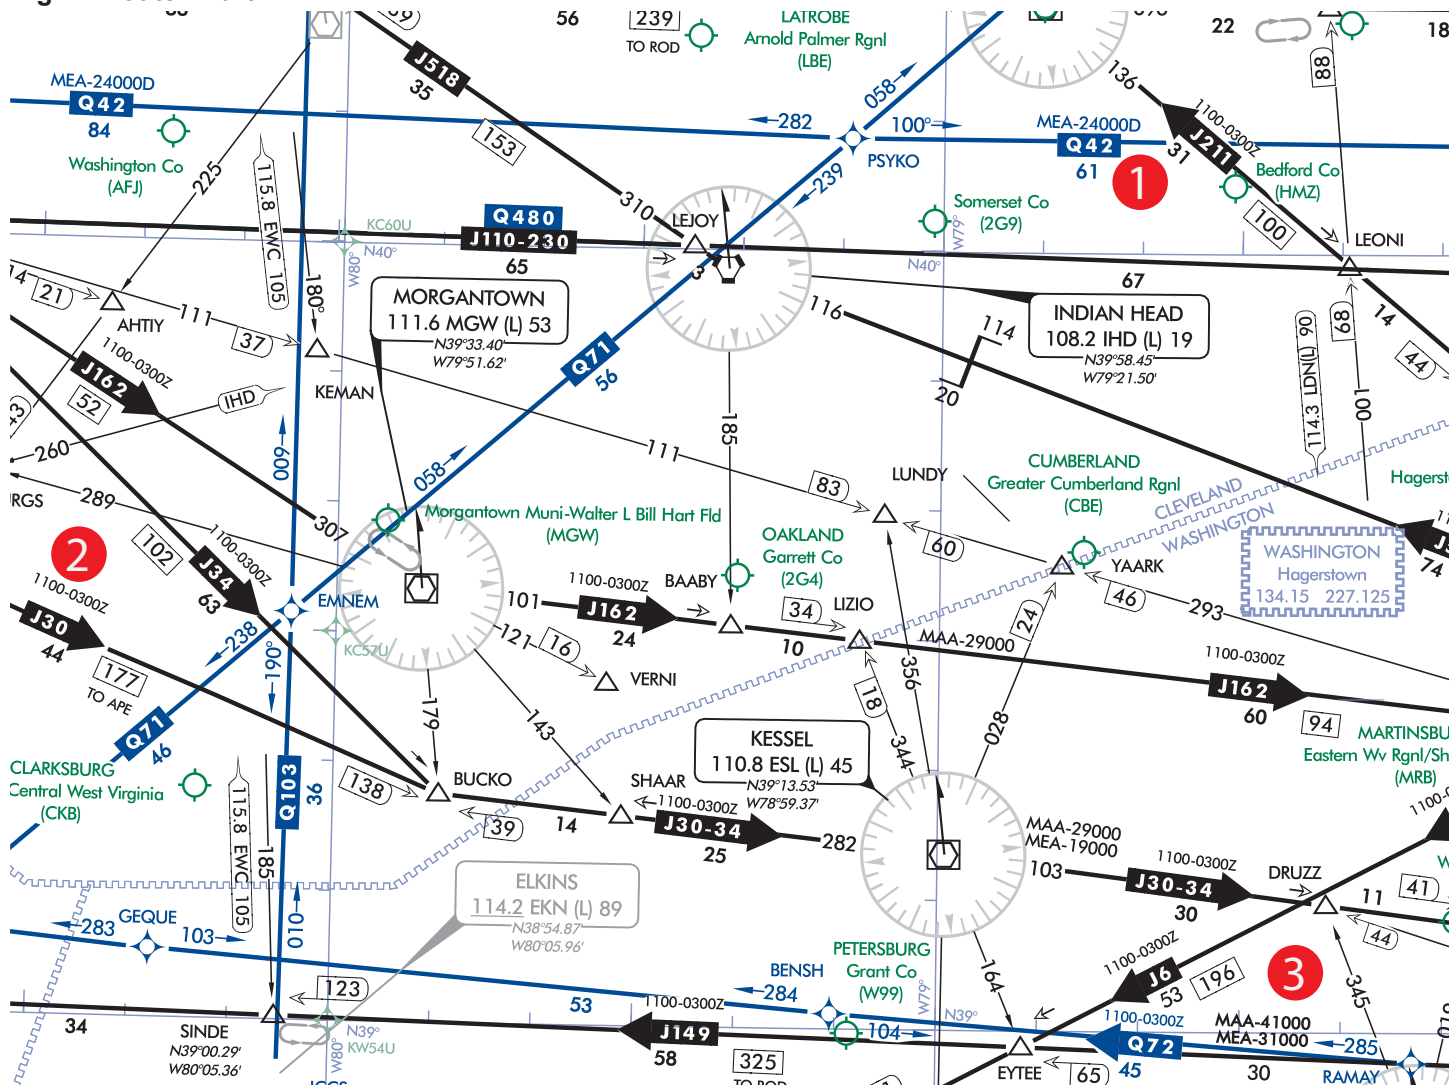 56
239
TO ROD
LATROBE
Arnold Palmer Rgnl
(LBE)
22
18
J518
35
MEA-24000D
Q42
84
Washington Co
(AFJ)
225
115.8 EWC 105
180°
153
310
LEJOY
058
282
100°
PSYKO
239
MEA-24000D
Q42
61
1
136
1100-0300Z
J211
31
Bedford Co
(HMZ)
100
88
LEONI
Somerset Co
(2G9)
W79°
N40°
KC60U
N40°
W80°
Q480
J110-230
65
3
67
14
44
14
21
AHTIY
111
37
KEMAN
MORGANTOWN
111.6 MGW (L) 53
N39°33.40'
W79°51.62'
INDIAN HEAD
108.2 IHD (L) 19
N39°58.45'
W79°21.50'
116
114
20
114.3 LDN(L) 90
68
001
1100-0300Z
J162
52
43
260
IHD
009
Q71
56
058
185
111
83
LUNDY
CUMBERLAND
Greater Cumberland Rgnl
(CBE)
CLEVELAND
WASHINGTON
Hagerst
IRGS
289
307
102
2
1100-0300Z
J34
63
Morgantown Muni-Walter L Bill Hart Fld
(MGW)
OAKLAND
Garrett Co
(2G4)
60
YAARK
46
293
WASHINGTON
Hagerstown
134.15 227.125
74
1100-0300Z
J30
44
177
TO APE
EMNEM
238
190°
KC57U
101
1100-0300Z
J162
24
BAABY
34
LIZIO
10
MAA-29000
24
356
121
16
VERNI
179
143
18
344
028
1100-0300Z
J162
60
94
MARTINSBU
Eastern Wv Rgnl/Sh
(MRB)
Q71
46
CLARKSBURG
Central West Virginia
(CKB)
Q103
36
138
BUCKO
39
14
SHAAR
1100-0300Z
J30-34
25
282
KESSEL
110.8 ESL (L) 45
N39°13.53'
W78°59.37'
115.8 EWC 105
185
010
MAA-29000
MEA-19000
103
1100-0300Z
J30-34
30
DRUZZ
11
41
44
ELKINS
114.2 EKN (L) 89
N38°54.87'
W80°05.96'
GEQUE
283
103
PETERSBURG
Grant Co
(W99)
BENSH
284
53
104
164
W79°
N39°
1100-0300Z
J6
53
196
3
345
010
123
34
SINDE
N39°00.29'
W80°05.36'
N39°
W80°
KW54U
1100-0300Z
J149
58
325
TO ROD
EYTEE
65
1100-0300Z
Q72
45
MAA-41000
MEA-31000
285
30
RAMAY